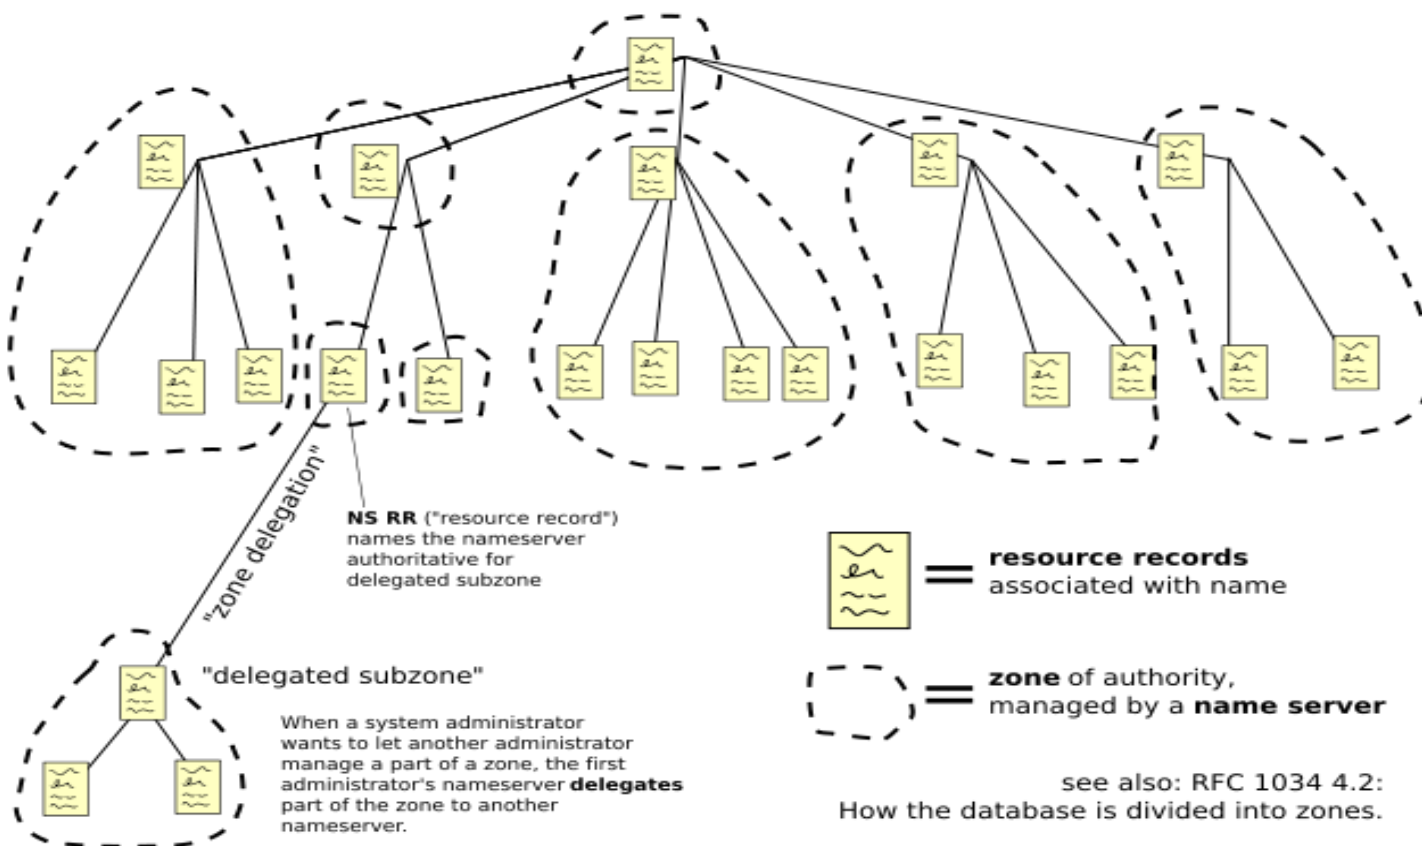 "zone delegation"
NS RR ("resource record")
names the nameserver
authoritative for
delegated subzone
resource records
associated with name
"delegated subzone"
When a system administrator
wants to let another administrator
manage a part of a zone, the first
administrator's nameserver delegates
part of the zone to another
nameserver.
zone of authority,
managed by a name server
see also: RFC 1034 4.2:
How the database is divided into zones.